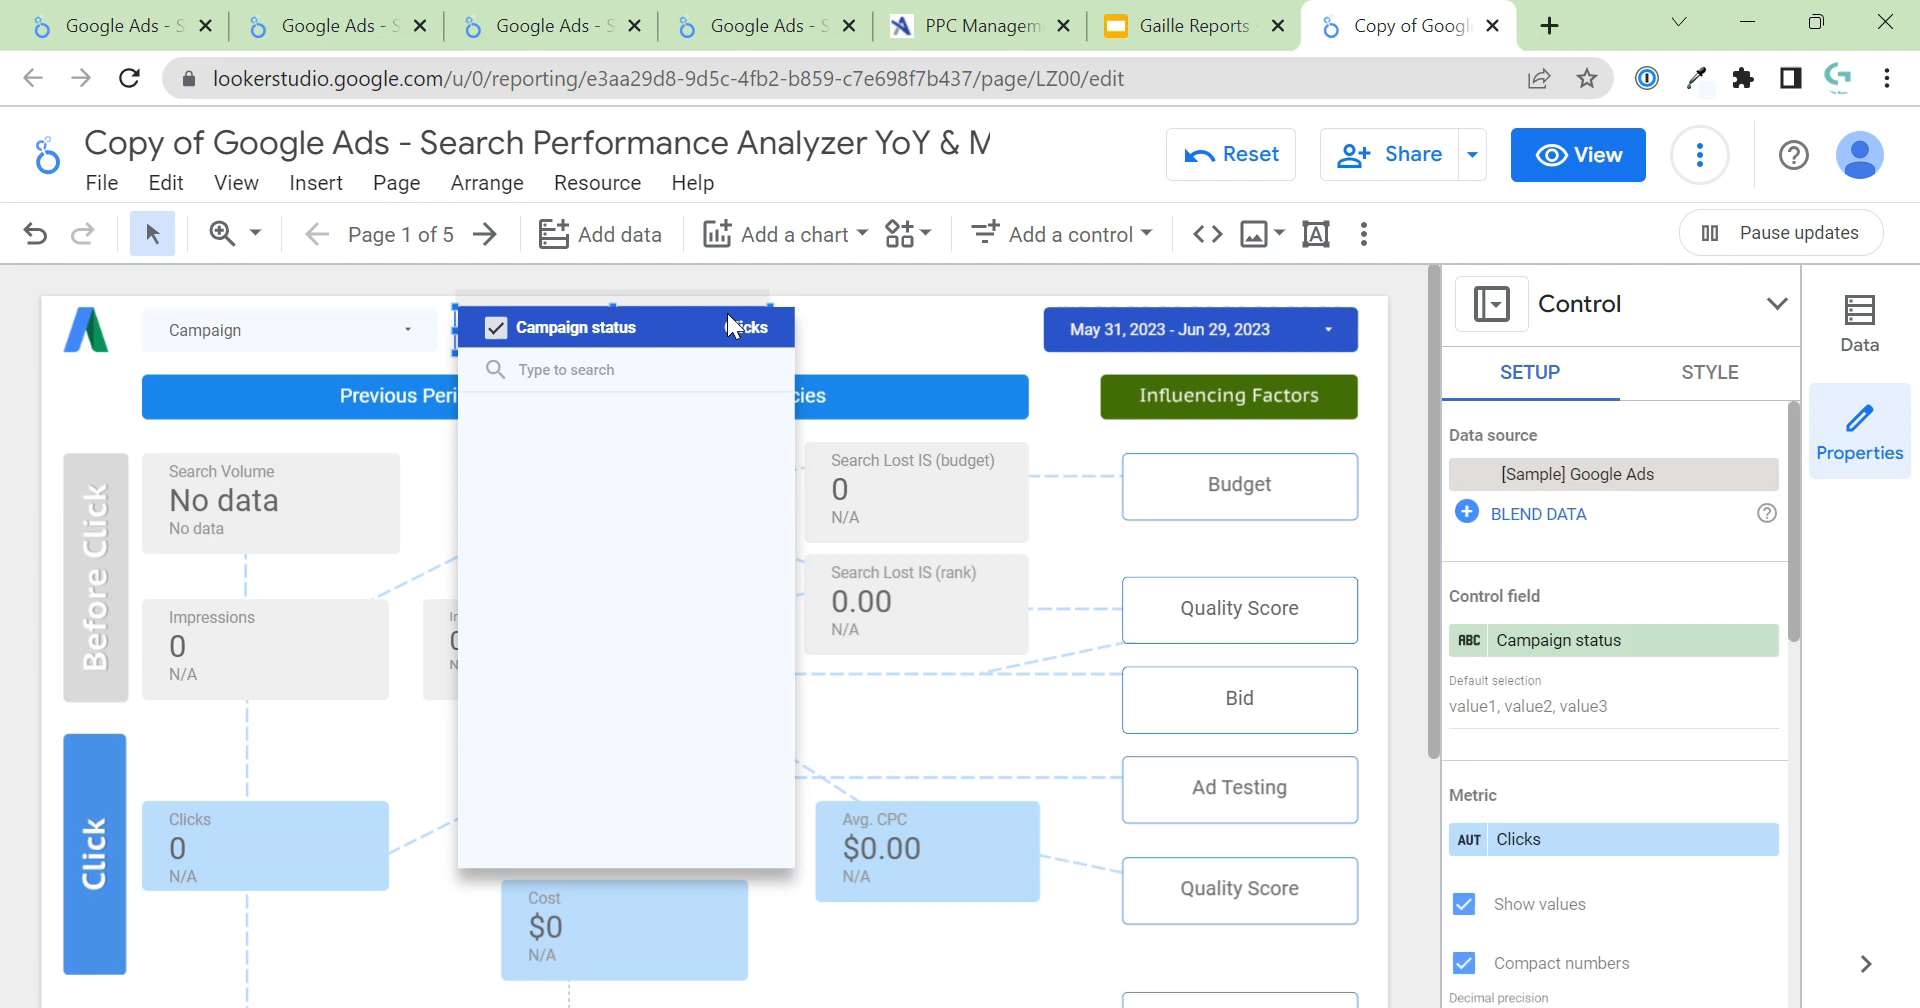 Google Ads - S
Google Ads - S
Google Ads - S
Google Ads - S
PPC Managem
Gaille Reports
Copy of Googl
lookerstudio.google.com/u/0/reporting/e3aa29d8-9d5c-4fb2-b859-c7e698f7b437/page/LZ00/edit
Copy of Google Ads - Search Performance Analyzer YoY & M
Reset
Share
View
File Edit View Insert Page Arrange Resource Help
Page 1 of 5
Add data
Add a chart
Add a control
Pause updates
Campaign
Campaign status
Clicks
Type to search
May 31, 2023 - Jun 29, 2023
Previous Peri
cies
Influencing Factors
Before Click
Search Volume
No data
No data
Search Lost IS (budget)
0
N/A
Budget
Search Lost IS (rank)
0.00
N/A
Quality Score
Impressions
0
N/A
Bid
Click
Ad Testing
Clicks
0
N/A
Avg. CPC
$0.00
N/A
Quality Score
Cost
$0
N/A
Control
SETUP
STYLE
Data source
[Sample] Google Ads
BLEND DATA
Control field
ABC Campaign status
Default selection
value1, value2, value3
Metric
AUT Clicks
Show values
Compact numbers
Decimal precision
Data
Properties